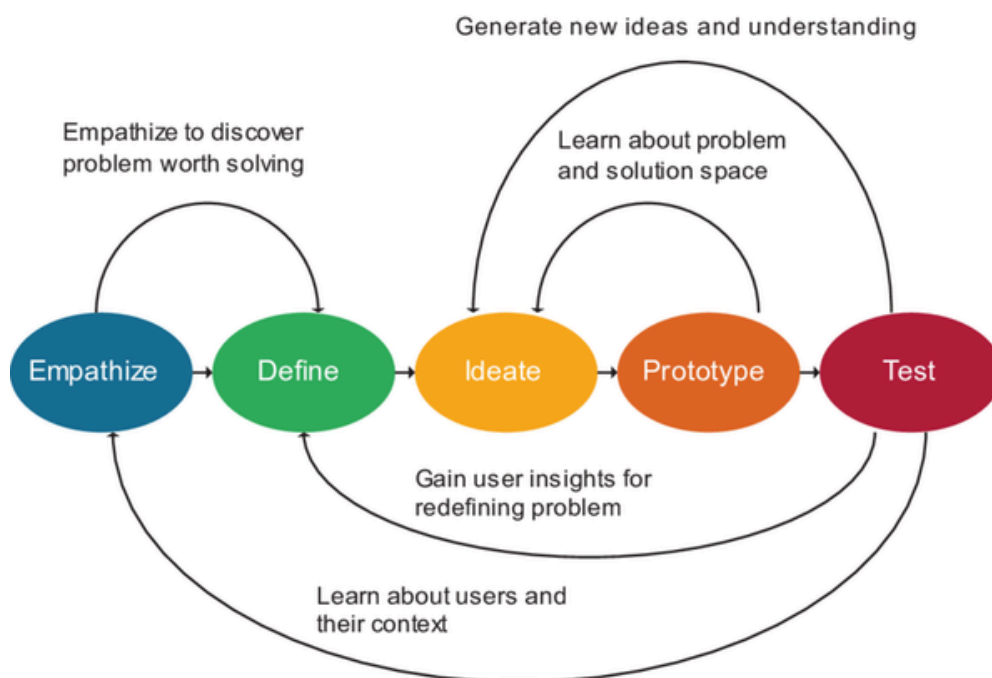 Generate new ideas and understanding
Empathize to discover
problem worth solving
Learn about problem
and solution space
Empathize
Define
Ideate
Prototype
Test
Gain user insights for
redefining problem
Learn about users and
their context